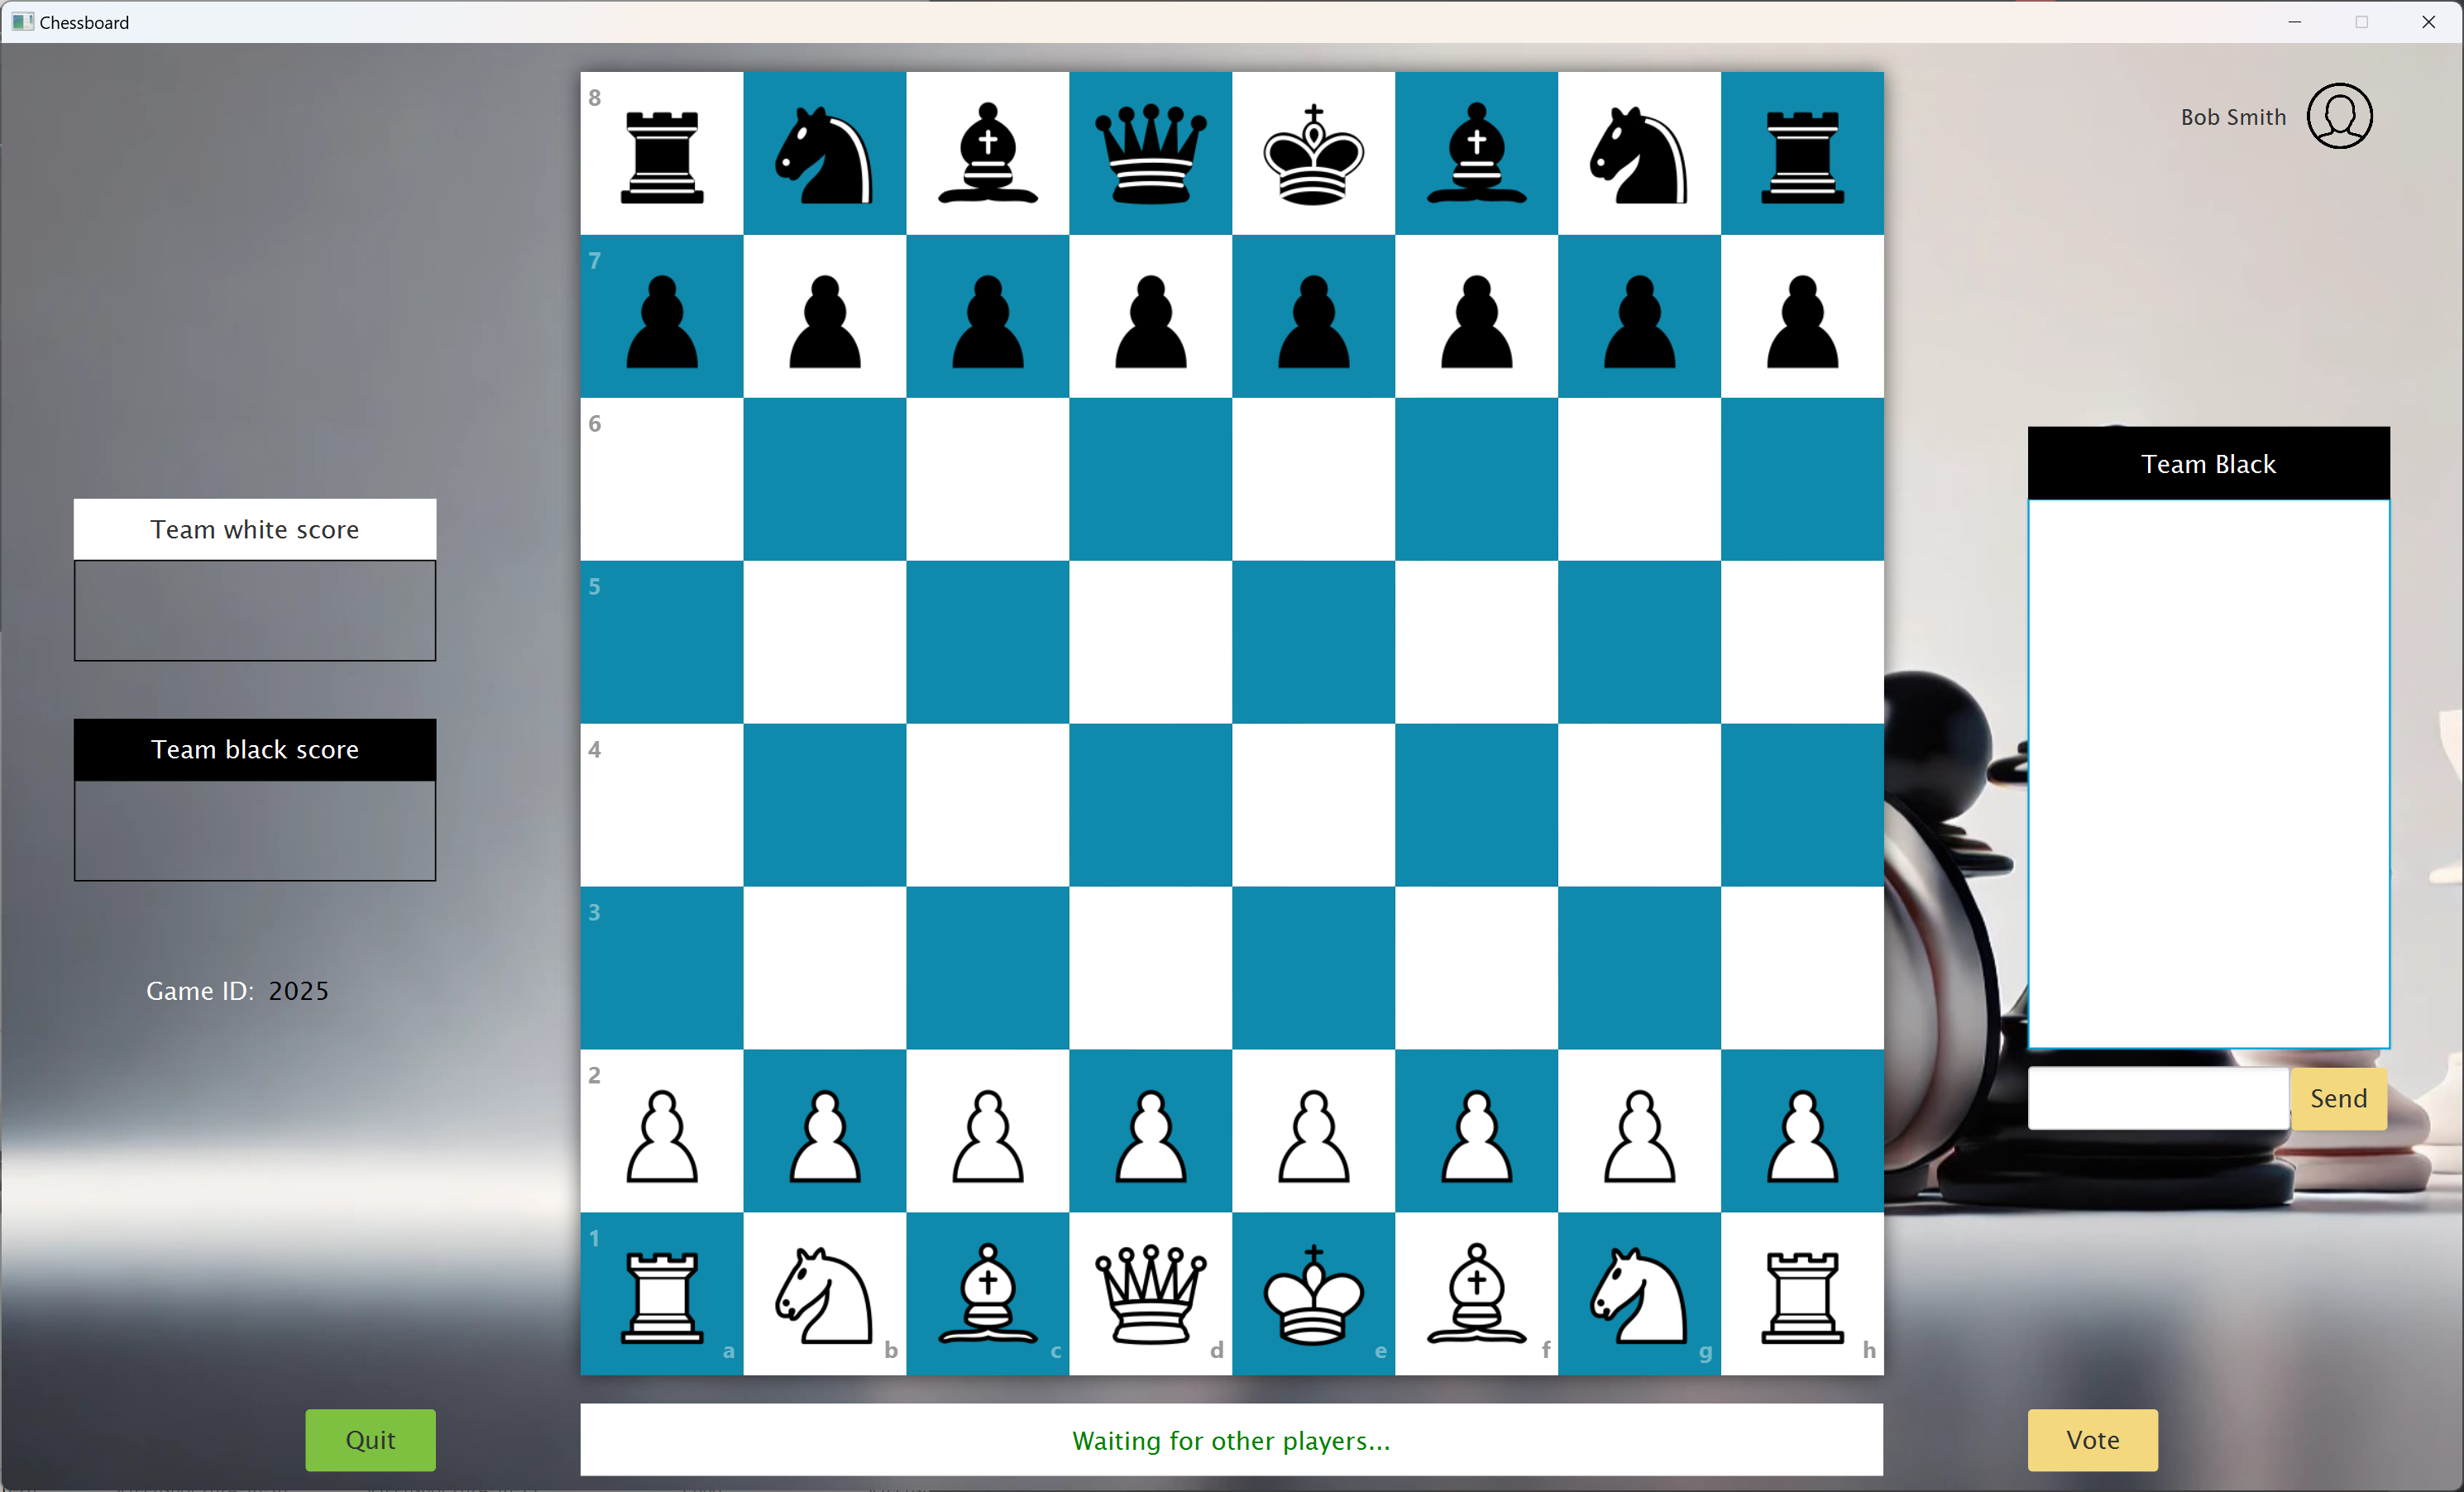 Chessboard
Bob Smith
8
7
6
5
4
3
2
1
a b c d e f g h
Team white score
Team black score
Game ID: 2025
Team Black
Send
Quit
Waiting for other players...
Vote